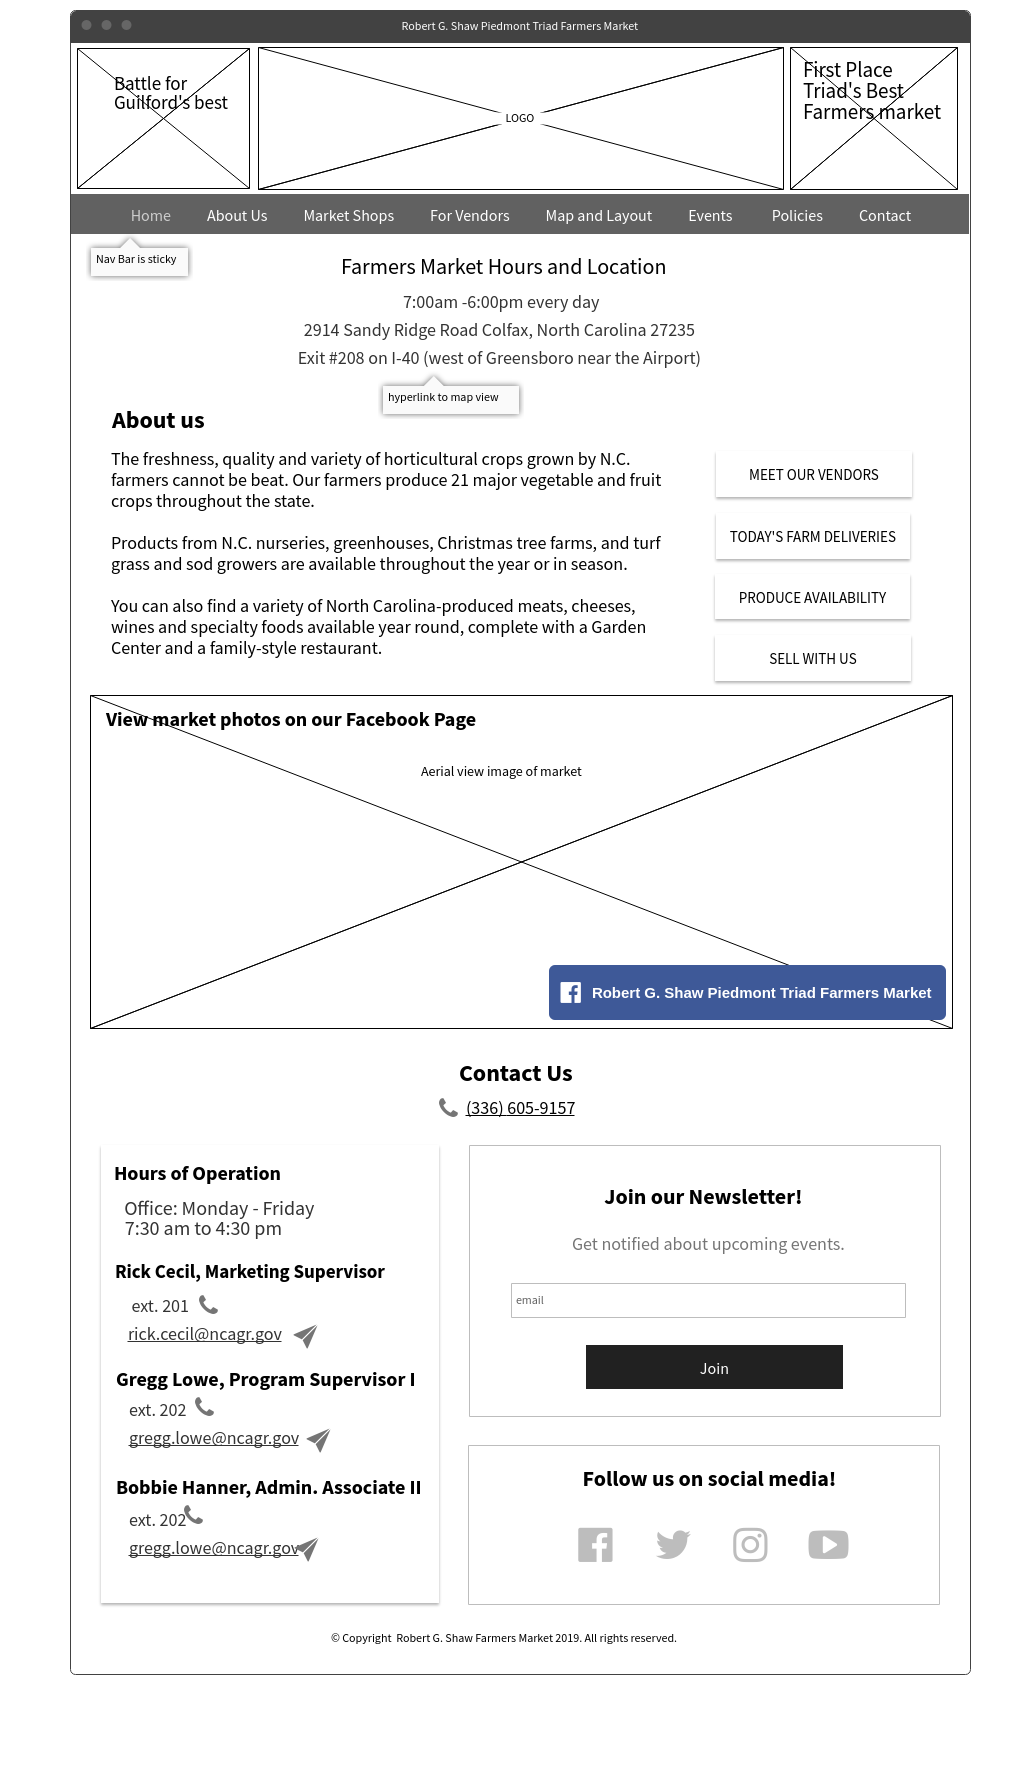 Robert G. Shaw Piedmont Triad Farmers Market
Battle for
Guilford's best
LOGO
First Place
Triad's Best
Farmers market
Home About Us Market Shops For Vendors Map and Layout Events Policies Contact
Nav Bar is sticky
Farmers Market Hours and Location
7:00am -6:00pm every day
2914 Sandy Ridge Road Colfax, North Carolina 27235
Exit #208 on I-40 (west of Greensboro near the Airport)
hyperlink to map view
About us
The freshness, quality and variety of horticultural crops grown by N.C.
farmers cannot be beat. Our farmers produce 21 major vegetable and fruit
crops throughout the state.
Products from N.C. nurseries, greenhouses, Christmas tree farms, and turf
grass and sod growers are available throughout the year or in season.
You can also find a variety of North Carolina-produced meats, cheeses,
wines and specialty foods available year round, complete with a Garden
Center and a family-style restaurant.
MEET OUR VENDORS
TODAY'S FARM DELIVERIES
PRODUCE AVAILABILITY
SELL WITH US
View market photos on our Facebook Page
Aerial view image of market
Robert G. Shaw Piedmont Triad Farmers Market
Contact Us
(336) 605-9157
Hours of Operation
Office: Monday - Friday
7:30 am to 4:30 pm
Rick Cecil, Marketing Supervisor
ext. 201
rick.cecil@ncagr.gov
Gregg Lowe, Program Supervisor I
ext. 202
gregg.lowe@ncagr.gov
Bobbie Hanner, Admin. Associate II
ext. 202
gregg.lowe@ncagr.gov
Join our Newsletter!
Get notified about upcoming events.
email
Join
Follow us on social media!
© Copyright Robert G. Shaw Farmers Market 2019. All rights reserved.